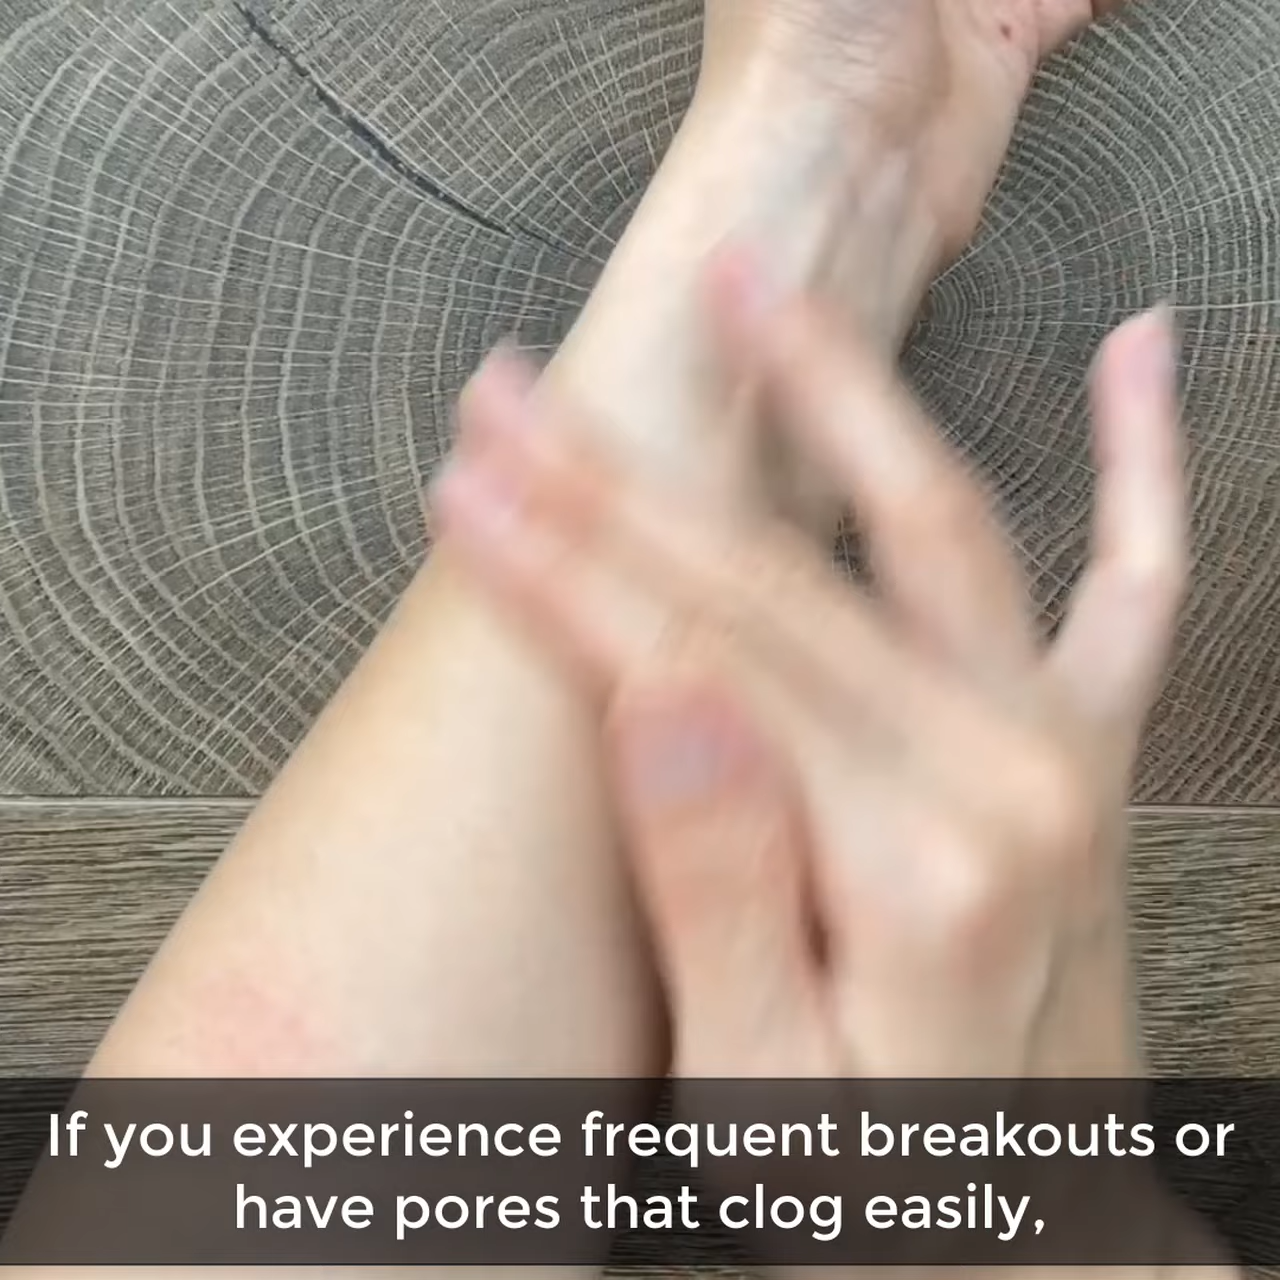 If you experience frequent breakouts or
have pores that clog easily,